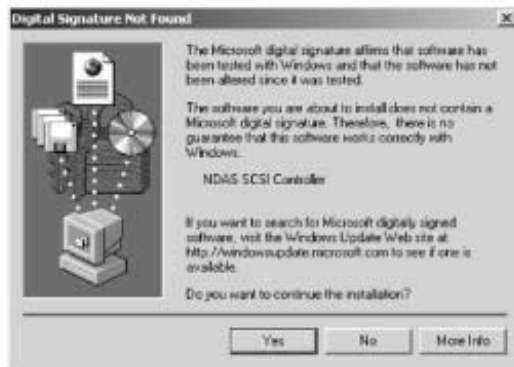 Digital Signature Not Found
The Microsoft digital signature affirms that software has
been tested with Windows and that the software has not
been altered since it was tested.
The software you are about to install does not contain a
Microsoft digital signature. Therefore, there is no
guarantee that this software works correctly with
Windows.
NDAS SCSI Controller
If you want to search for Microsoft digitally signed
software, visit the Windows Update Web site at
http://windowsupdate.microsoft.com to see if one is
available.
Do you want to continue the installation?
Yes No More Info